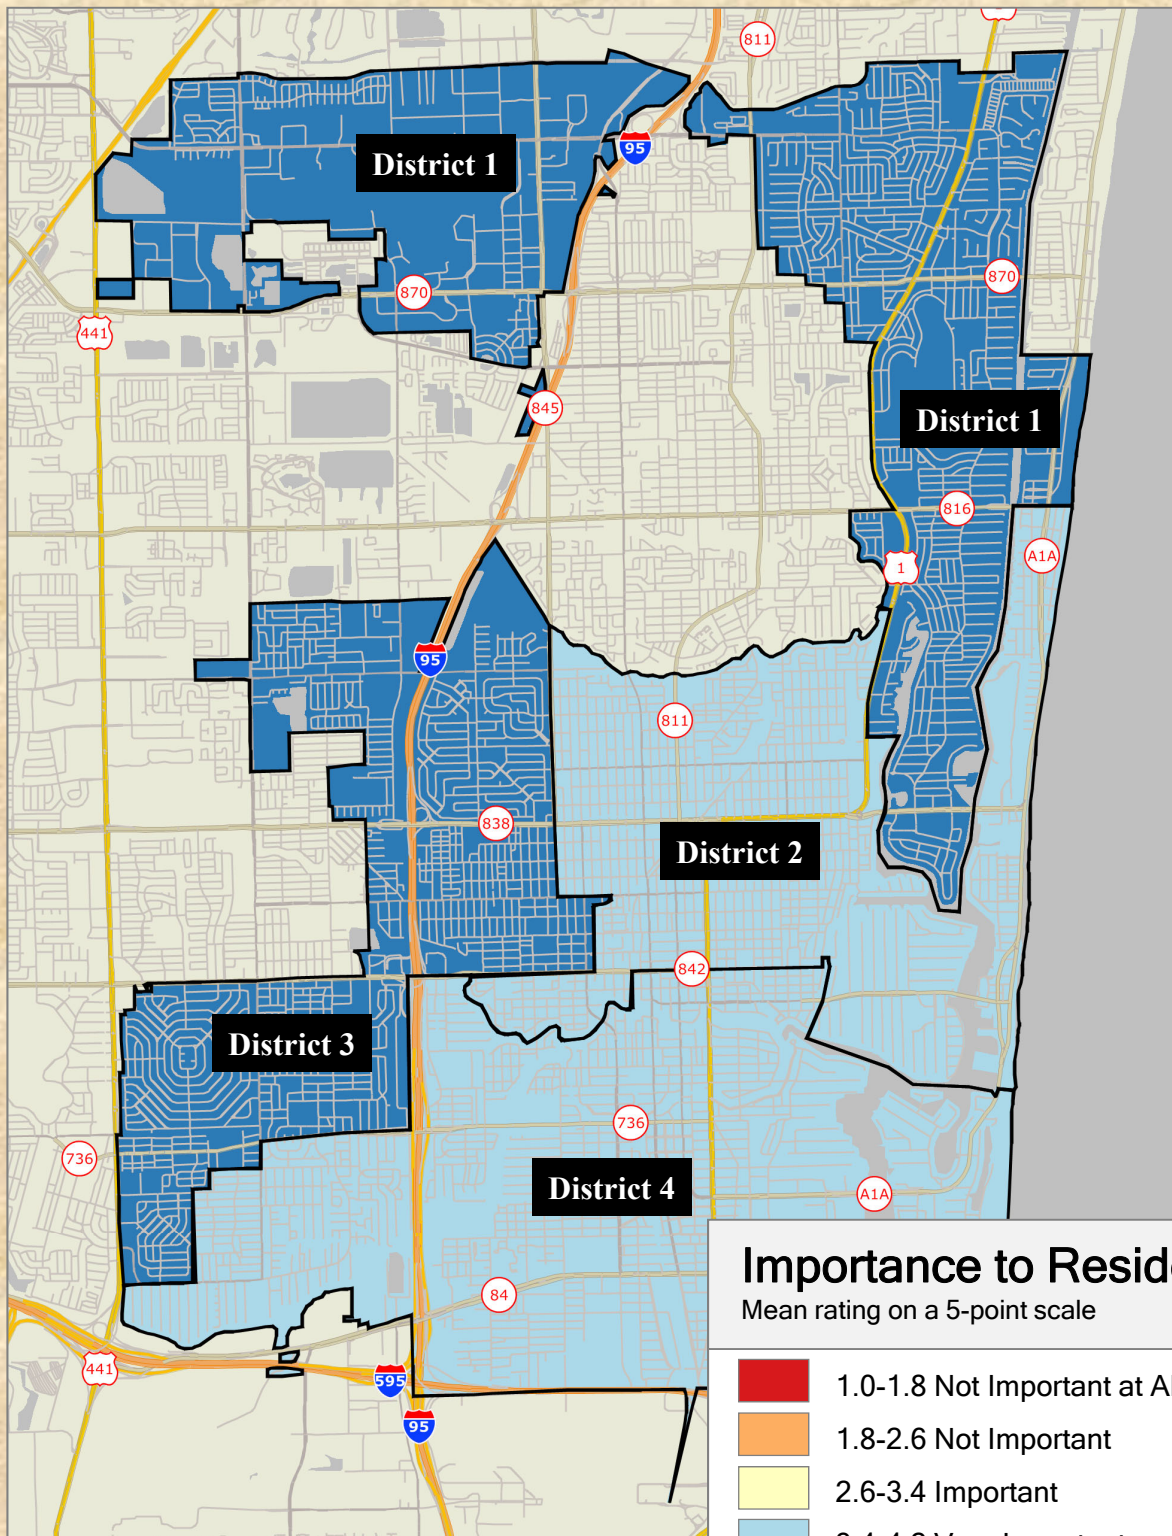 811
95
District 1
870
870
441
845
District 1
816
A1A
1
95
811
838
District 2
842
District 3
736
736
District 4
A1A
84
441
595
95
Importance to Resid
Mean rating on a 5-point scale
1.0-1.8 Not Important at A
1.8-2.6 Not Important
2.6-3.4 Important